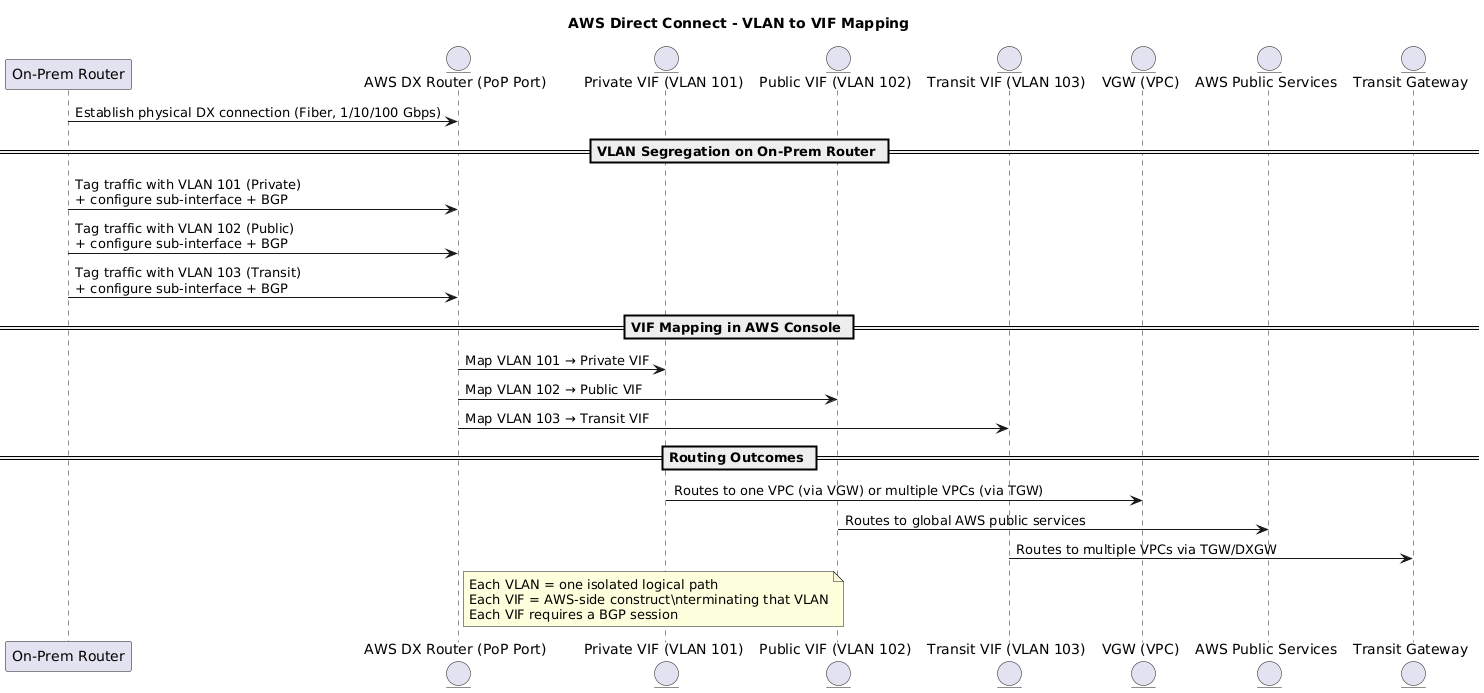 AWS Direct Connect - VLAN to VIF Mapping
On-Prem Router
AWS DX Router (PoP Port)
Private VIF (VLAN 101)
Public VIF (VLAN 102)
Transit VIF (VLAN 103)
VGW (VPC)
AWS Public Services
Transit Gateway
Establish physical DX connection (Fiber, 1/10/100 Gbps)
VLAN Segregation on On-Prem Router
Tag traffic with VLAN 101 (Private)
+ configure sub-interface + BGP
Tag traffic with VLAN 102 (Public)
+ configure sub-interface + BGP
Tag traffic with VLAN 103 (Transit)
+ configure sub-interface + BGP
VIF Mapping in AWS Console
Map VLAN 101 → Private VIF
Map VLAN 102 → Public VIF
Map VLAN 103 → Transit VIF
Routing Outcomes
Routes to one VPC (via VGW) or multiple VPCs (via TGW)
Routes to global AWS public services
Routes to multiple VPCs via TGW/DXGW
Each VLAN = one isolated logical path
Each VIF = AWS-side construct\nterminating that VLAN
Each VIF requires a BGP session
On-Prem Router
AWS DX Router (PoP Port)
Private VIF (VLAN 101)
Public VIF (VLAN 102)
Transit VIF (VLAN 103)
VGW (VPC)
AWS Public Services
Transit Gateway